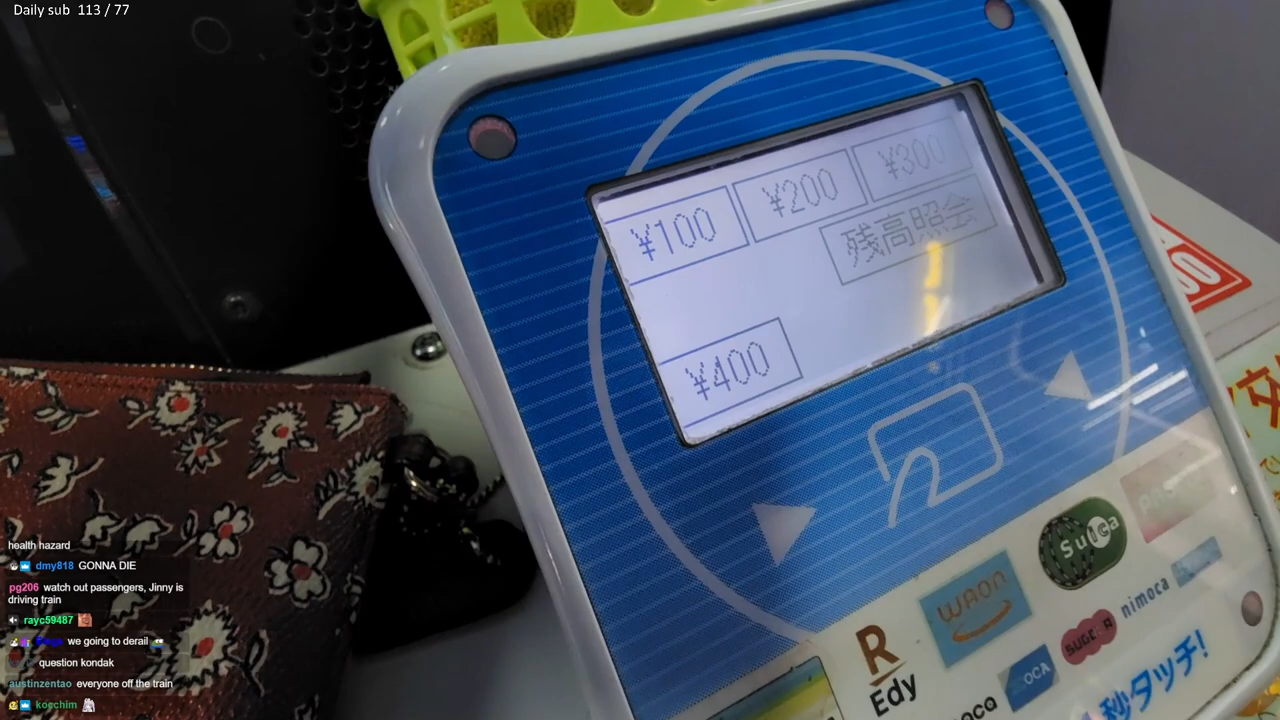 Daily sub 113 / 77
¥100
¥200
¥300
残高照会
¥400
health hazard
dmy818 GONNA DIE
pg206 watch out passengers, Jinny is
driving train
rayc59487
we going to derail
question kondak
austinzentao everyone off the train
kocchim
Suica
WAON
R
Edy
nimoca
SUGOCA
OCA
oca
秒タッチ!